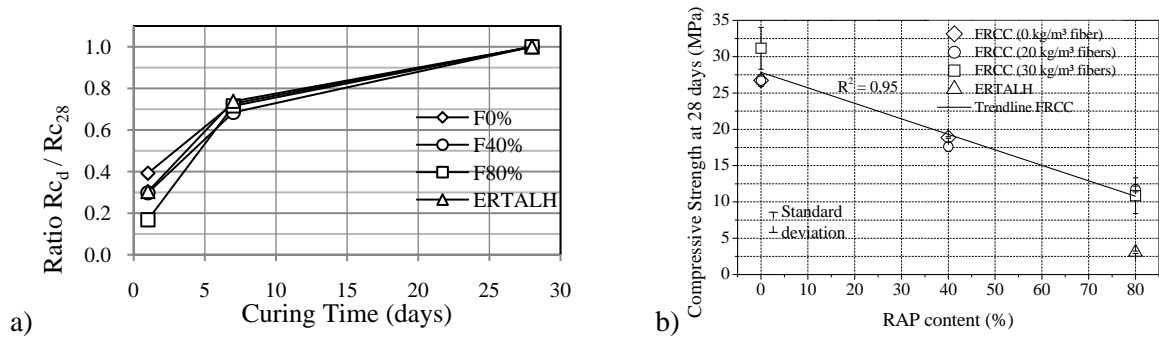 a)
Ratio Rc_d / Rc_28
1.0
0.8
0.6
0.4
0.2
0.0
0 5 10 15 20 25 30
Curing Time (days)
F0%
F40%
F80%
ERTALH
b)
Compressive Strength at 28 days (MPa)
35
30
25
20
15
10
5
0
0 10 20 30 40 50 60 70 80
RAP content (%)
FRCC (0 kg/m³ fiber)
FRCC (20 kg/m³ fibers)
FRCC (30 kg/m³ fibers)
ERTALH
Trendline FRCC
R² = 0.95
Standard
deviation